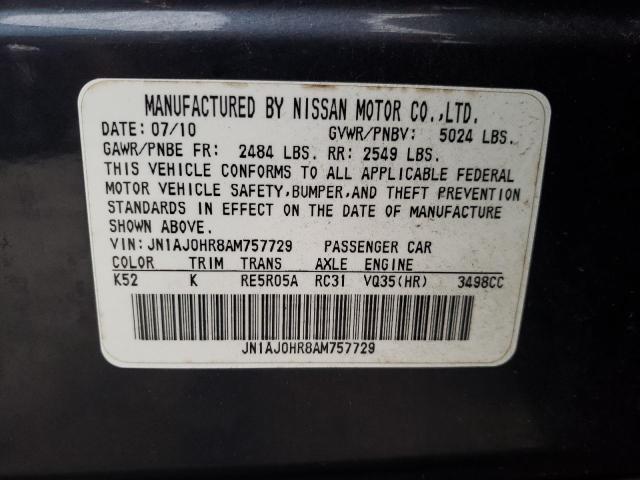 MANUFACTURED BY NISSAN MOTOR CO.,LTD.
DATE: 07/10 GVWR/PNBV: 5024 LBS.
GAWR/PNBE FR: 2484 LBS. RR: 2549 LBS.
THIS VEHICLE CONFORMS TO ALL APPLICABLE FEDERAL
MOTOR VEHICLE SAFETY,BUMPER,AND THEFT PREVENTION
STANDARDS IN EFFECT ON THE DATE OF MANUFACTURE
SHOWN ABOVE.
VIN: JN1AJ0HR8AM757729 PASSENGER CAR
COLOR TRIM TRANS AXLE ENGINE
K52 K RE5R05A RC31 VQ35(HR) 3498CC
JN1AJ0HR8AM757729